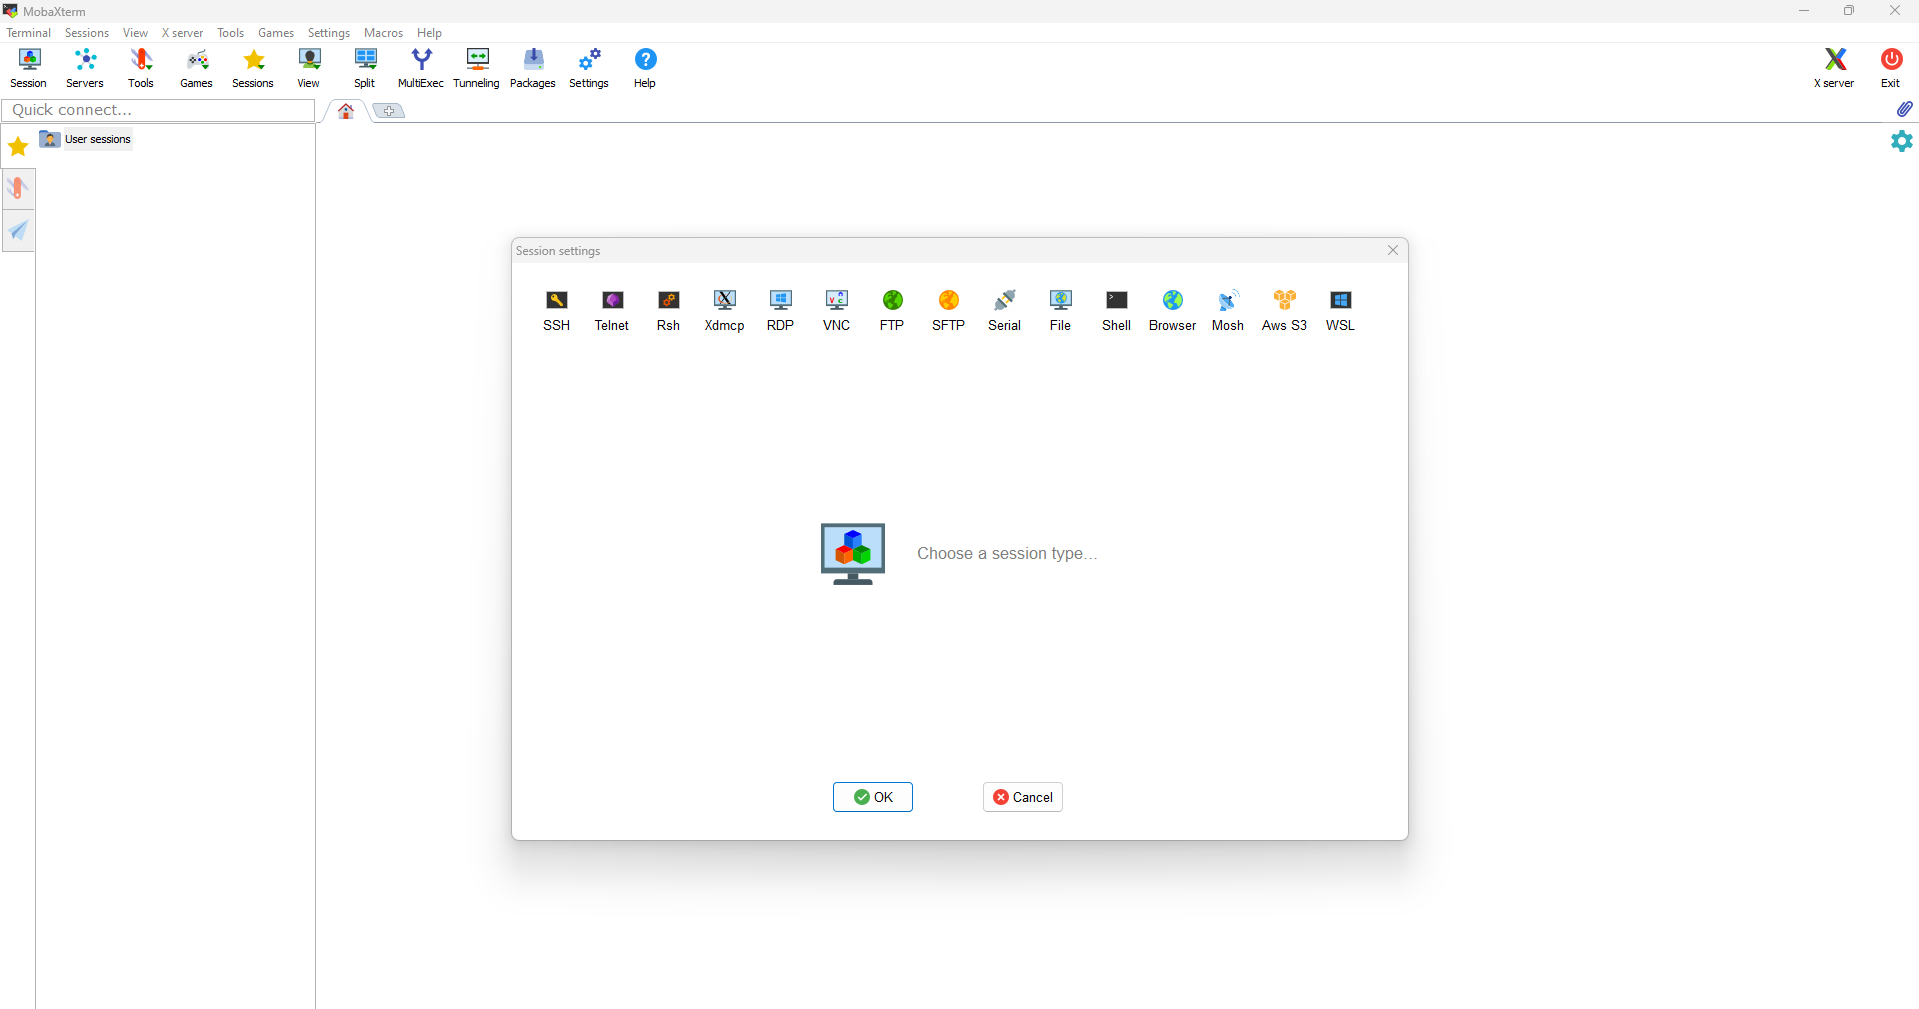 MobaXterm
Terminal Sessions View X server Tools Games Settings Macros Help
Session Servers Tools Games Sessions View Split MultiExec Tunneling Packages Settings Help X server Exit
Quick connect...
User sessions
Session settings
SSH Telnet Rsh Xdmcp RDP VNC FTP SFTP Serial File Shell Browser Mosh Aws S3 WSL
Choose a session type...
OK Cancel